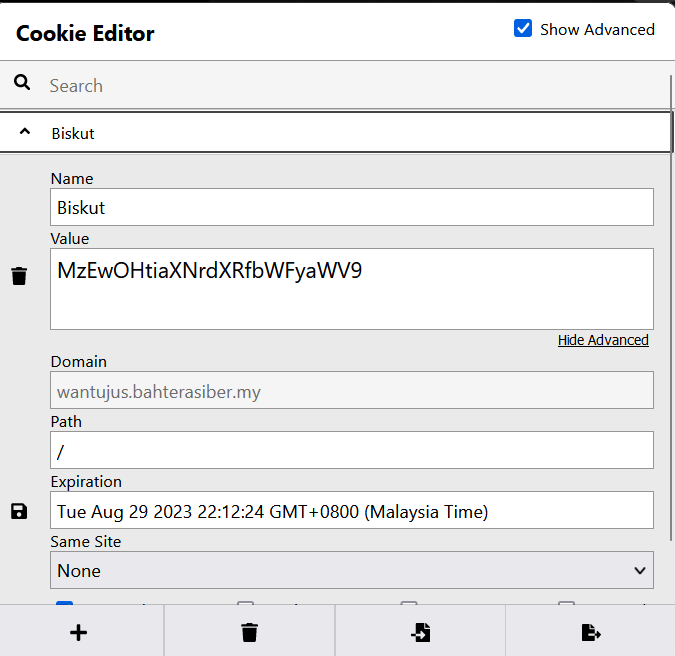 Cookie Editor
Show Advanced
Search
Biskut
Name
Biskut
Value
MzEwOHtiaXNrdXRfbWFyaWV9
Hide Advanced
Domain
wantujus.bahterasiber.my
Path
/
Expiration
Tue Aug 29 2023 22:12:24 GMT+0800 (Malaysia Time)
Same Site
None